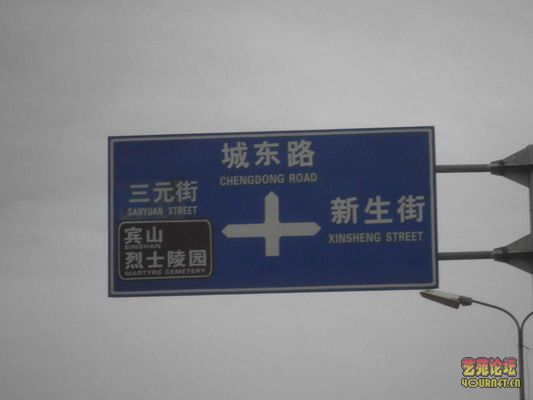 城东路
CHENGDONG ROAD
三元街
SANYUAN STREET
宾山
BINSHAN
烈士陵园
MARTYRS CEMETERY
新生街
XINSHENG STREET
艺苑论坛
YOURNET.CN